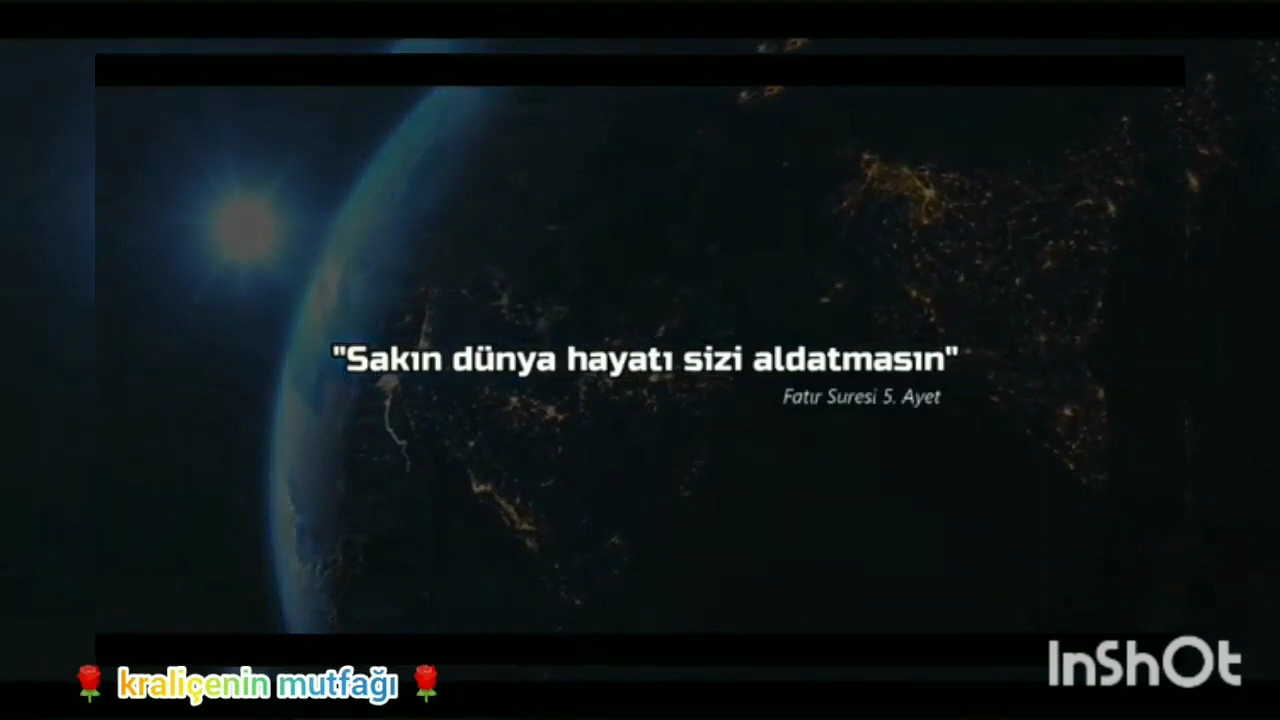 "Sakın dünya hayatı sizi aldatmasın"
Fatır Suresi 5. Ayet
🌹 kraliçenin mutfağı 🌹
InShOt